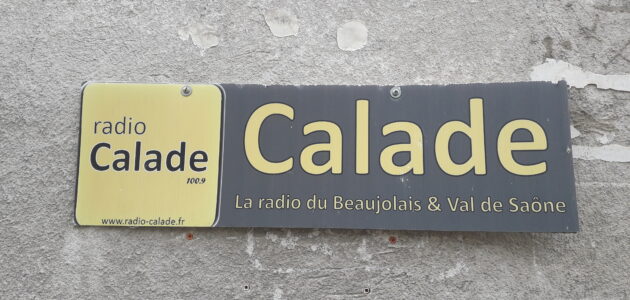 radio
Calade
100.9
www.radio-calade.fr
Calade
La radio du Beaujolais & Val de Saône